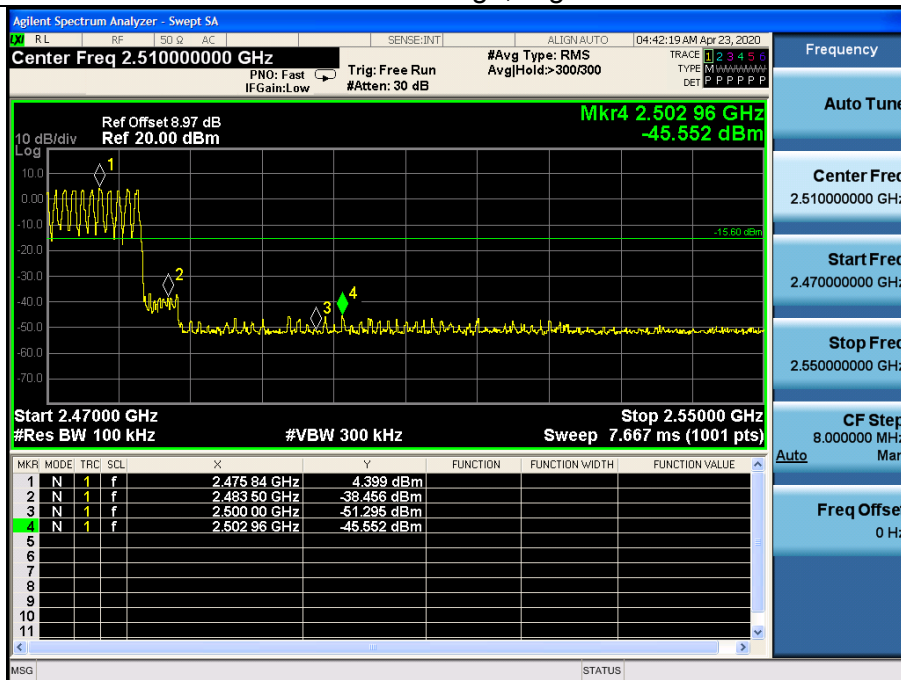 Agilent Spectrum Analyzer - Swept SA
LXI RL RF 50 Ω AC SENSE:INT ALIGN AUTO 04:42:19 AM Apr 23, 2020
Center Freq 2.510000000 GHz #Avg Type: RMS TRACE 1 2 3 4 5 6
PNO: Fast Trig: Free Run Avg|Hold:>300/300 TYPE M WWWWW
IFGain:Low #Atten: 30 dB DET P P P P P P
Mkr4 2.502 96 GHz
-45.552 dBm
Ref Offset 8.97 dB
10 dB/div Ref 20.00 dBm
Log
10.0
0.00
-10.0
-20.0
-30.0
-40.0
-50.0
-60.0
-70.0
1
2
3
4
-15.60 dBm
Start 2.47000 GHz Stop 2.55000 GHz
#Res BW 100 kHz #VBW 300 kHz Sweep 7.667 ms (1001 pts)
MKR MODE TRC SCL X Y FUNCTION FUNCTION WIDTH FUNCTION VALUE
1 N 1 f 2.475 84 GHz 4.399 dBm
2 N 1 f 2.483 50 GHz -38.456 dBm
3 N 1 f 2.500 00 GHz -51.295 dBm
4 N 1 f 2.502 96 GHz -45.552 dBm
5
6
7
8
9
10
11
MSG STATUS
Frequency
Auto Tune
Center Freq
2.510000000 GHz
Start Freq
2.470000000 GHz
Stop Freq
2.550000000 GHz
CF Step
8.000000 MHz
Auto Man
Freq Offset
0 Hz